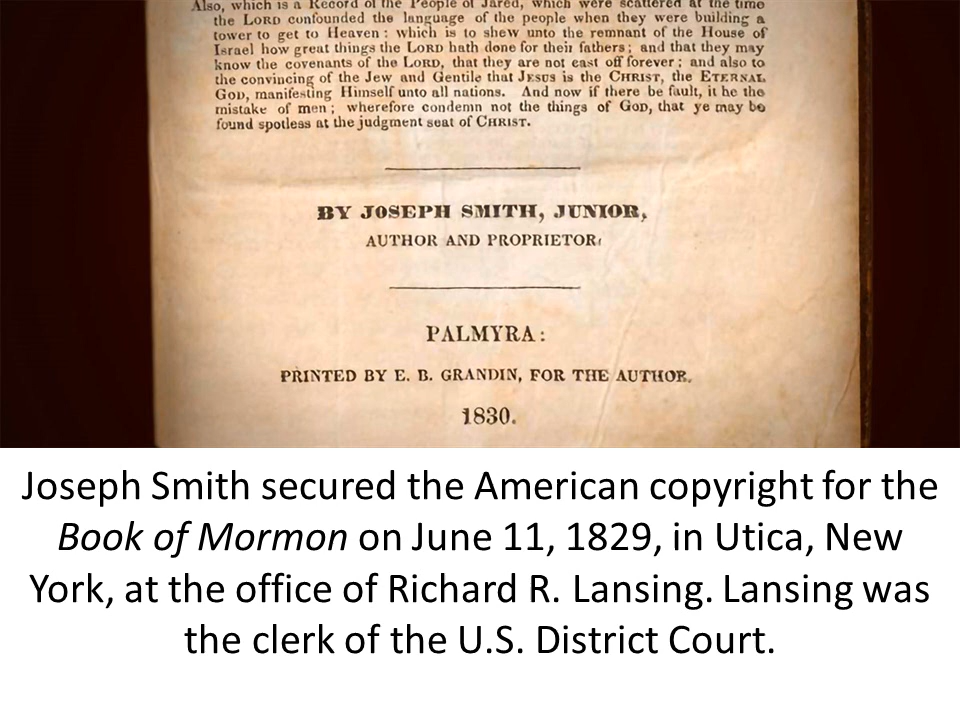 Also, which is a Record of the People of Jared, which were scattered at the time
the LORD confounded the language of the people when they were building a
tower to get to Heaven: which is to shew unto the remnant of the House of
Israel how great things the LORD hath done for their fathers; and that they may
know the covenants of the LORD, that they are not cast off forever; and also to
the convincing of the Jew and Gentile that JESUS is the CHRIST, the ETERNAL
GOD, manifesting Himself unto all nations. And now if there be fault, it be the
mistake of men; wherefore condemn not the things of GOD, that ye may be
found spotless at the judgment seat of CHRIST.
BY JOSEPH SMITH, JUNIOR,
AUTHOR AND PROPRIETOR.
PALMYRA:
PRINTED BY E. B. GRANDIN, FOR THE AUTHOR.
1830.
Joseph Smith secured the American copyright for the
Book of Mormon on June 11, 1829, in Utica, New
York, at the office of Richard R. Lansing. Lansing was
the clerk of the U.S. District Court.